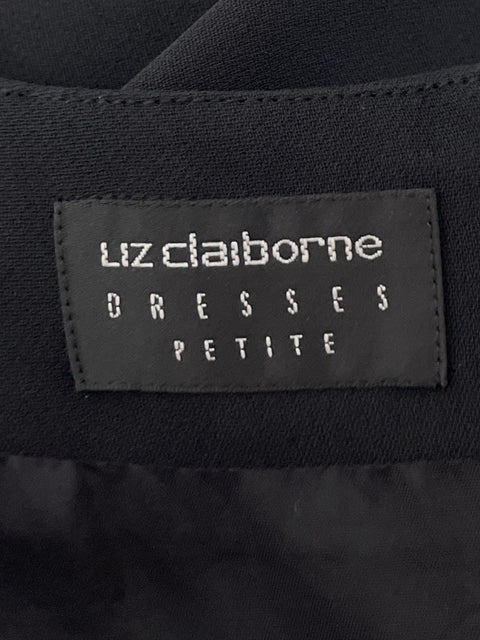 liz claiborne
DRESSES
PETITE